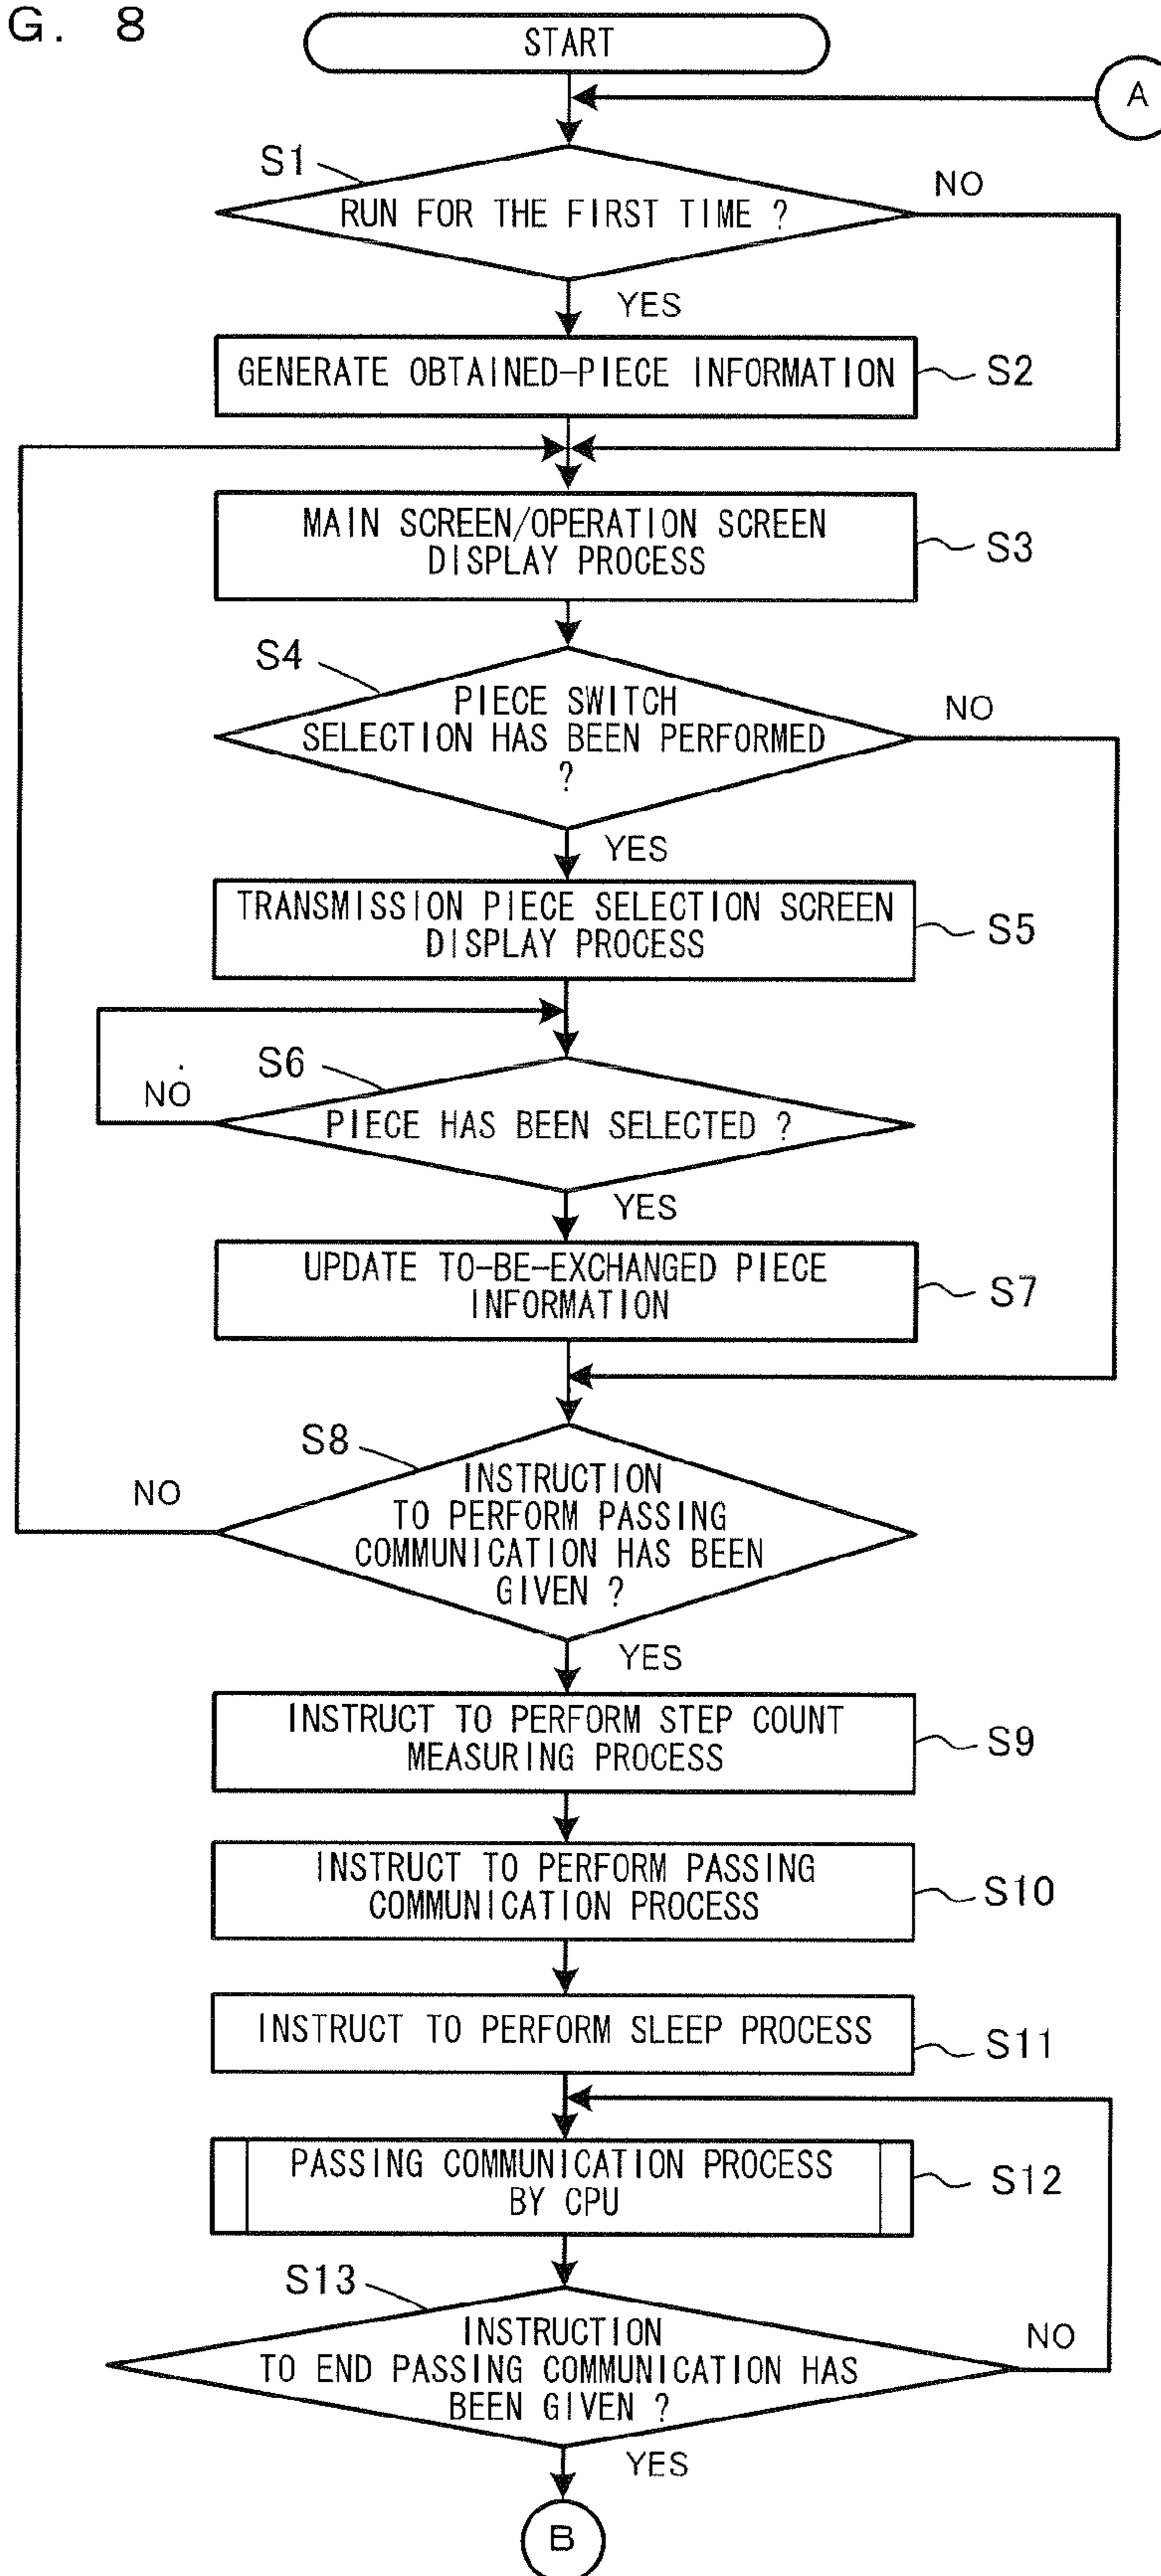 G. 8
START
A
S1
RUN FOR THE FIRST TIME ?
NO
YES
GENERATE OBTAINED-PIECE INFORMATION
S2
MAIN SCREEN/OPERATION SCREEN
DISPLAY PROCESS
S3
S4
PIECE SWITCH
SELECTION HAS BEEN PERFORMED
?
NO
YES
TRANSMISSION PIECE SELECTION SCREEN
DISPLAY PROCESS
S5
S6
NO
PIECE HAS BEEN SELECTED ?
YES
UPDATE TO-BE-EXCHANGED PIECE
INFORMATION
S7
S8
INSTRUCTION
TO PERFORM PASSING
COMMUNICATION HAS BEEN
GIVEN ?
NO
YES
INSTRUCT TO PERFORM STEP COUNT
MEASURING PROCESS
S9
INSTRUCT TO PERFORM PASSING
COMMUNICATION PROCESS
S10
INSTRUCT TO PERFORM SLEEP PROCESS
S11
PASSING COMMUNICATION PROCESS
BY CPU
S12
S13
INSTRUCTION
TO END PASSING COMMUNICATION HAS
BEEN GIVEN ?
NO
YES
B